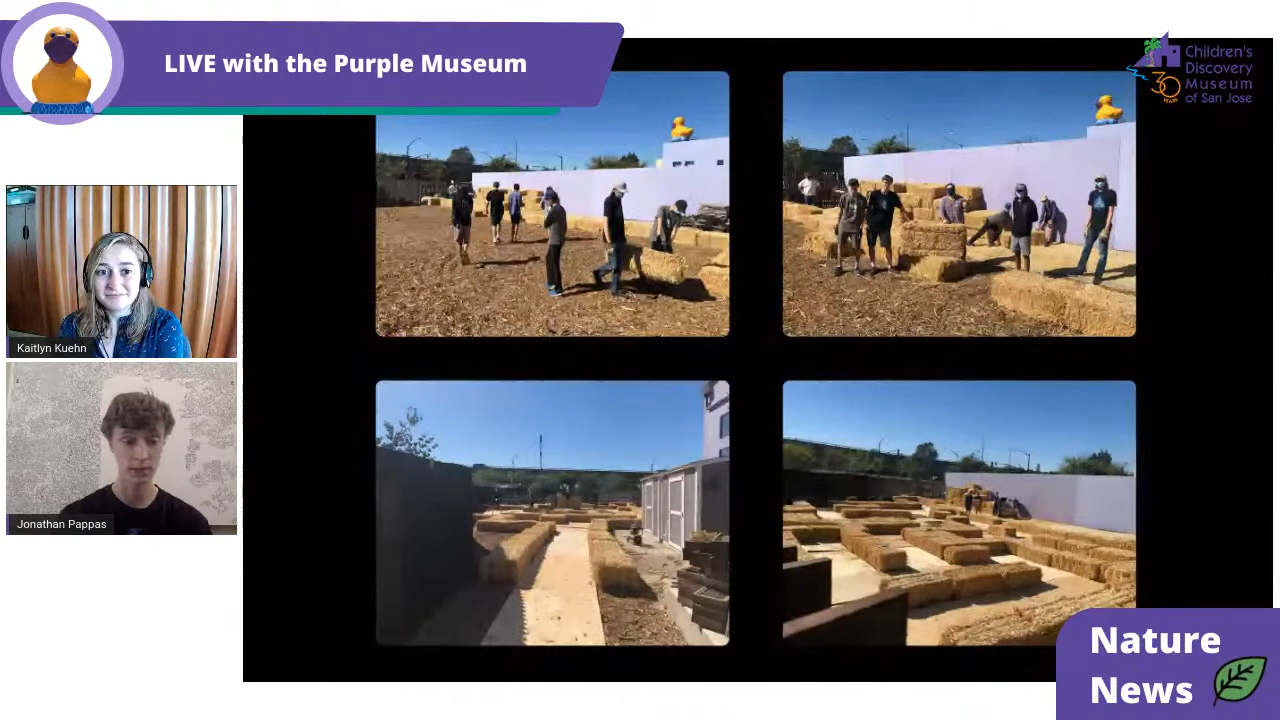 LIVE with the Purple Museum
Children's
Discovery
Museum
of San Jose
30
YEARS
Kaitlyn Kuehn
Jonathan Pappas
Nature
News